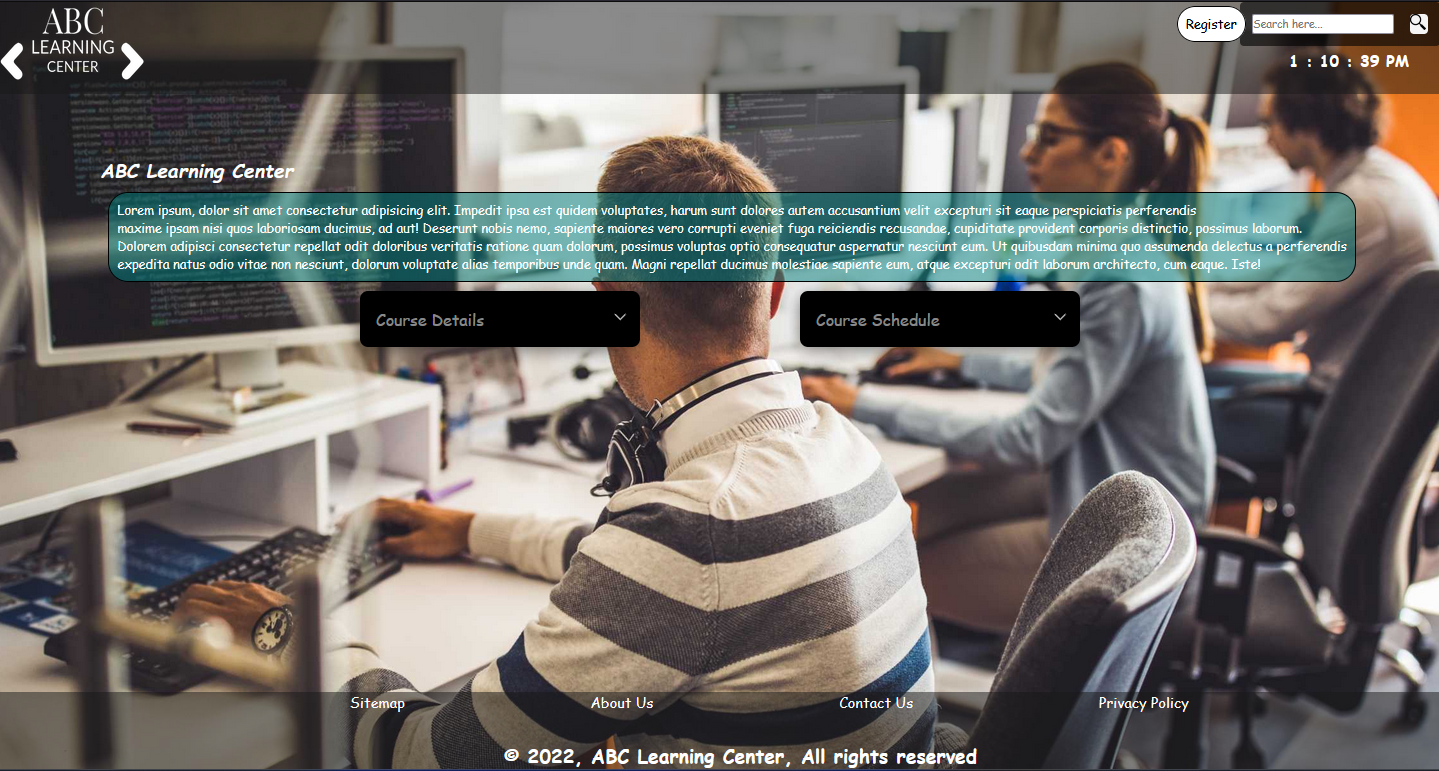 ABC
LEARNING
CENTER
Register
Search here...
1 : 10 : 39 PM
ABC Learning Center
Lorem ipsum, dolor sit amet consectetur adipisicing elit. Impedit ipsa est quidem voluptates, harum sunt dolores autem accusantium velit excepturi sit eaque perspiciatis perferendis
maxime ipsam nisi quos laboriosam ducimus, ad aut! Deserunt nobis nemo, sapiente maiores vero corrupti eveniet fuga reiciendis recusandae, cupiditate provident corporis distinctio, possimus laborum.
Dolorem adipisci consectetur repellat odit doloribus veritatis ratione quam dolorum, possimus voluptas optio consequatur aspernatur nesciunt eum. Ut quibusdam minima quo assumenda delectus a perferendis
expedita natus odio vitae non nesciunt, dolorum voluptate alias temporibus unde quam. Magni repellat ducimus molestiae sapiente eum, atque excepturi odit laborum architecto, cum eaque. Iste!
Course Details
Course Schedule
Sitemap
About Us
Contact Us
Privacy Policy
© 2022, ABC Learning Center, All rights reserved